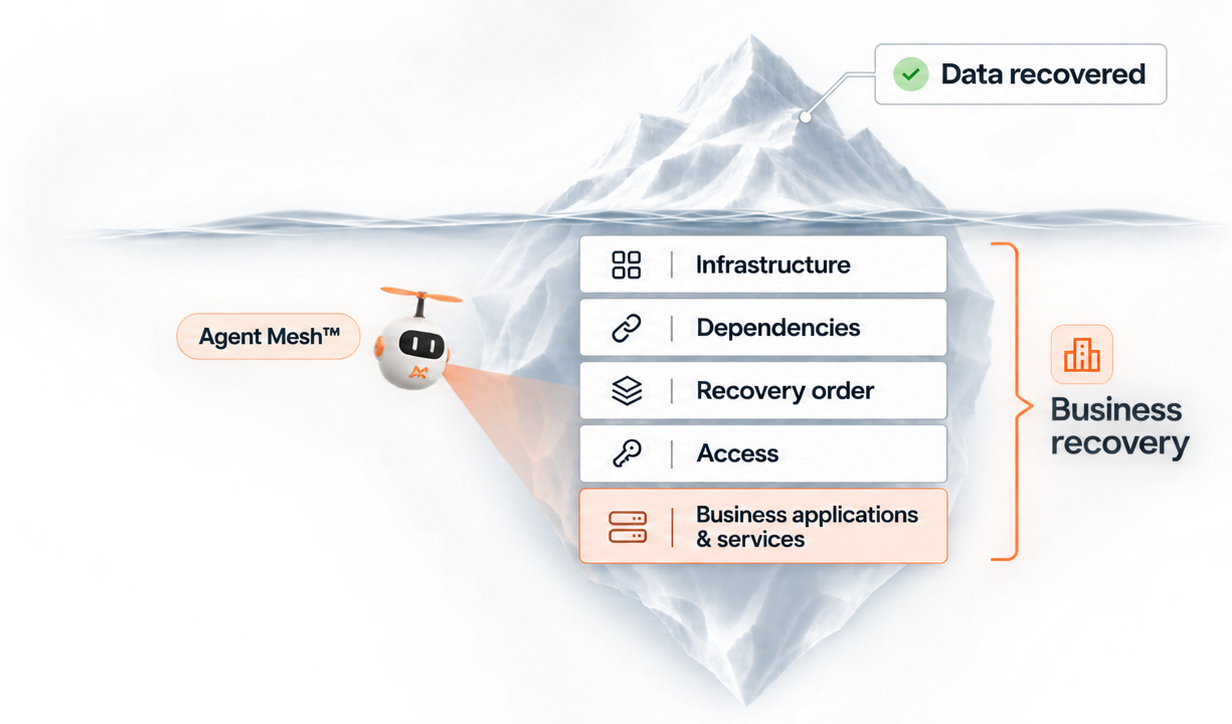 Data recovered
Infrastructure
Dependencies
Agent Mesh™
Recovery order
Access
Business applications
& services
Business
recovery